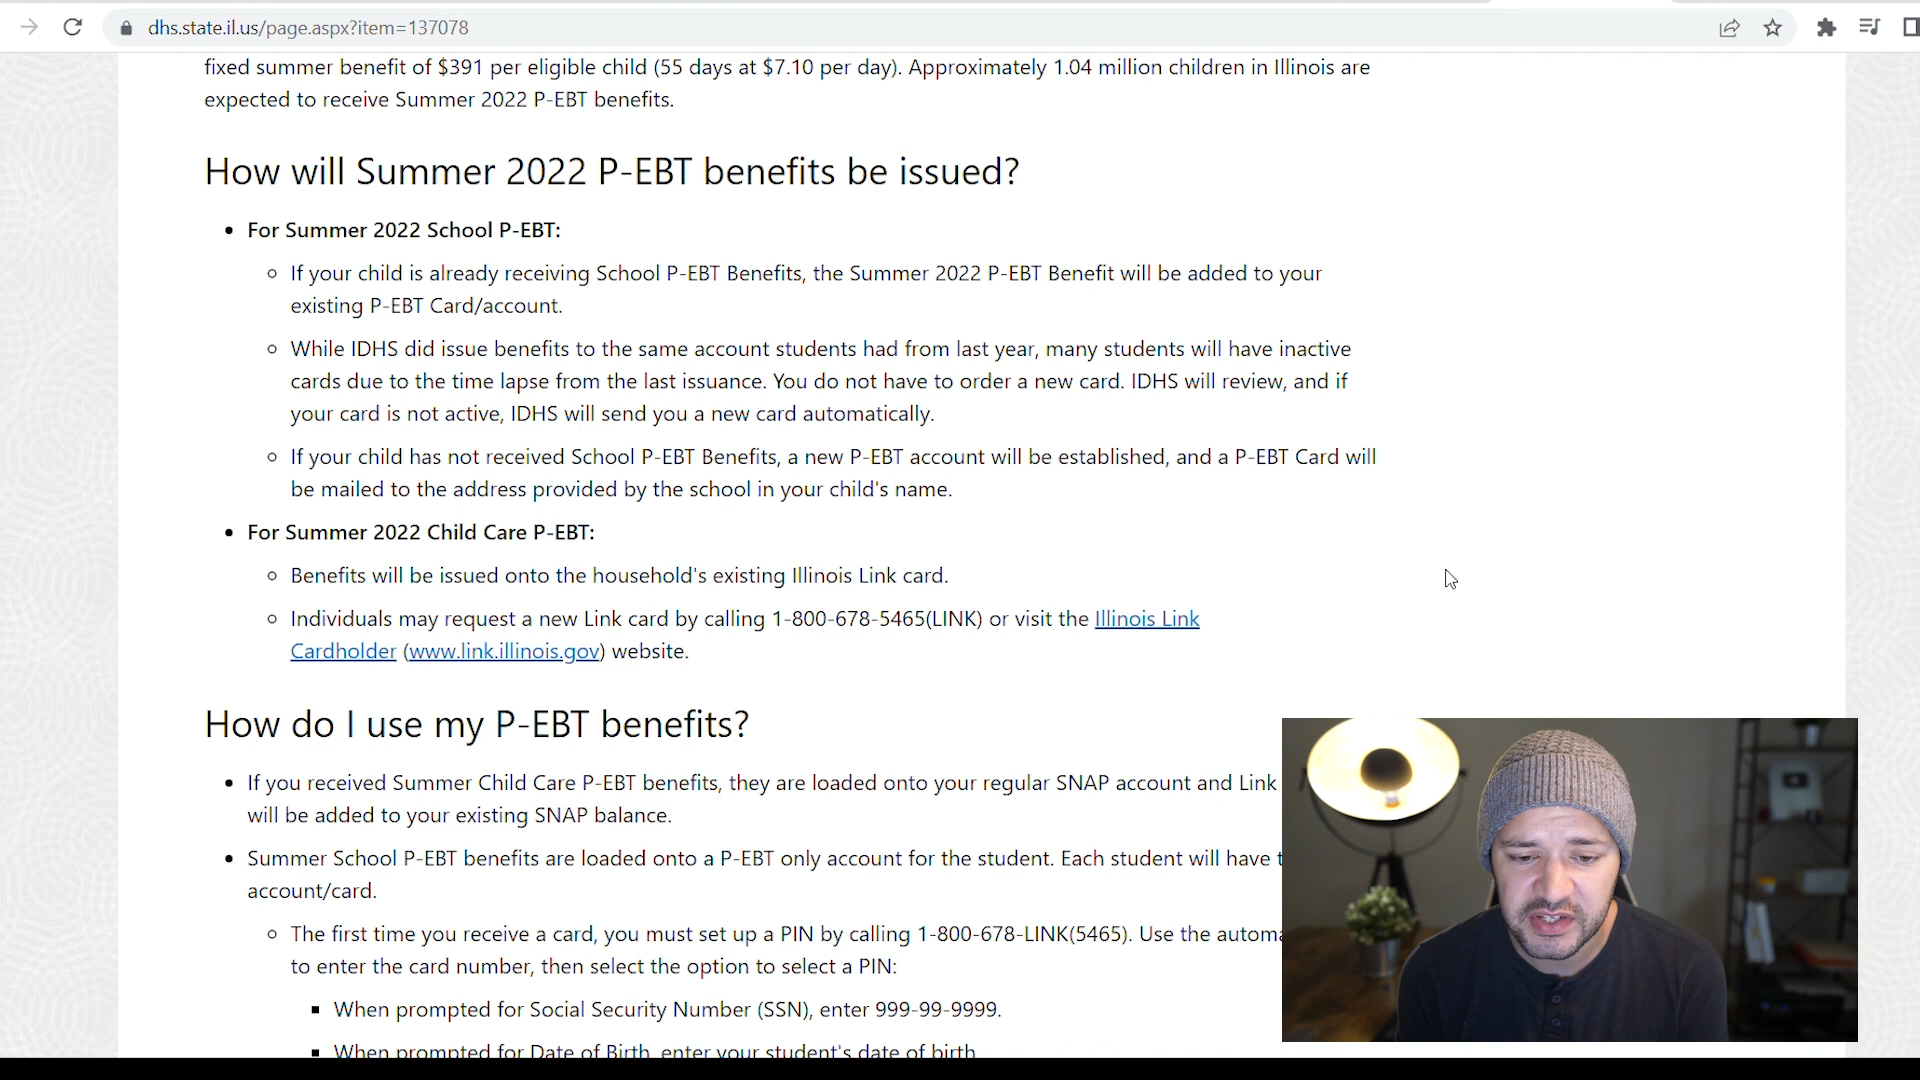 dhs.state.il.us/page.aspx?item=137078
fixed summer benefit of $391 per eligible child (55 days at $7.10 per day). Approximately 1.04 million children in Illinois are
expected to receive Summer 2022 P-EBT benefits.
How will Summer 2022 P-EBT benefits be issued?
• For Summer 2022 School P-EBT:
◦ If your child is already receiving School P-EBT Benefits, the Summer 2022 P-EBT Benefit will be added to your
existing P-EBT Card/account.
◦ While IDHS did issue benefits to the same account students had from last year, many students will have inactive
cards due to the time lapse from the last issuance. You do not have to order a new card. IDHS will review, and if
your card is not active, IDHS will send you a new card automatically.
◦ If your child has not received School P-EBT Benefits, a new P-EBT account will be established, and a P-EBT Card will
be mailed to the address provided by the school in your child's name.
• For Summer 2022 Child Care P-EBT:
◦ Benefits will be issued onto the household's existing Illinois Link card.
◦ Individuals may request a new Link card by calling 1-800-678-5465(LINK) or visit the Illinois Link
Cardholder (www.link.illinois.gov) website.
How do I use my P-EBT benefits?
• If you received Summer Child Care P-EBT benefits, they are loaded onto your regular SNAP account and Link
will be added to your existing SNAP balance.
• Summer School P-EBT benefits are loaded onto a P-EBT only account for the student. Each student will have
account/card.
◦ The first time you receive a card, you must set up a PIN by calling 1-800-678-LINK(5465). Use the
to enter the card number, then select the option to select a PIN:
▪ When prompted for Social Security Number (SSN), enter 999-99-9999.
▪ When prompted for Date of Birth, enter your student's date of birth